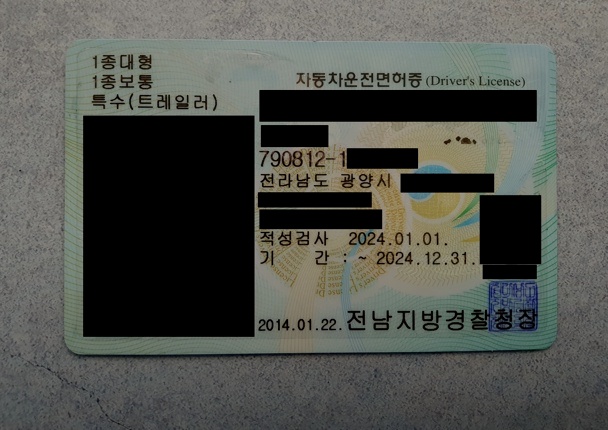 1종대형
1종보통
특수(트레일러)
자동차운전면허증 (Driver's License)
790812-1
전라남도 광양시
적성검사 2024.01.01.
기 간 : ~ 2024.12.31.
2014.01.22. 전남지방경찰청장